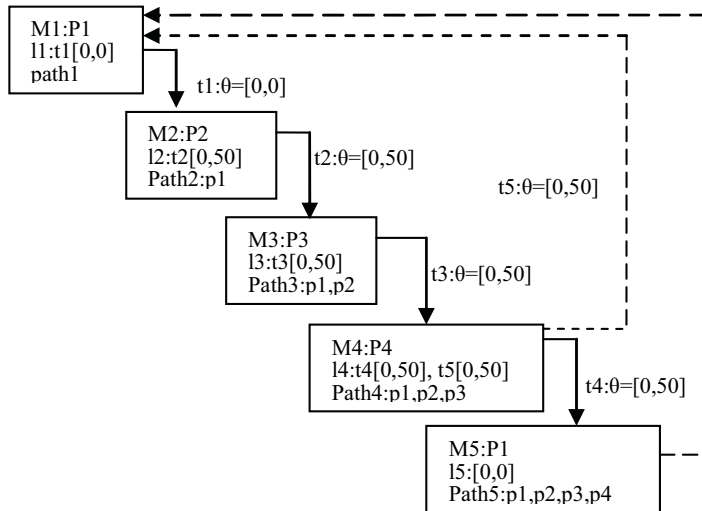 M1:P1
l1:t1[0,0]
path1
t1:θ=[0,0]
M2:P2
l2:t2[0,50]
Path2:p1
t2:θ=[0,50]
t5:θ=[0,50]
M3:P3
l3:t3[0,50]
Path3:p1,p2
t3:θ=[0,50]
M4:P4
l4:t4[0,50], t5[0,50]
Path4:p1,p2,p3
t4:θ=[0,50]
M5:P1
l5:[0,0]
Path5:p1,p2,p3,p4